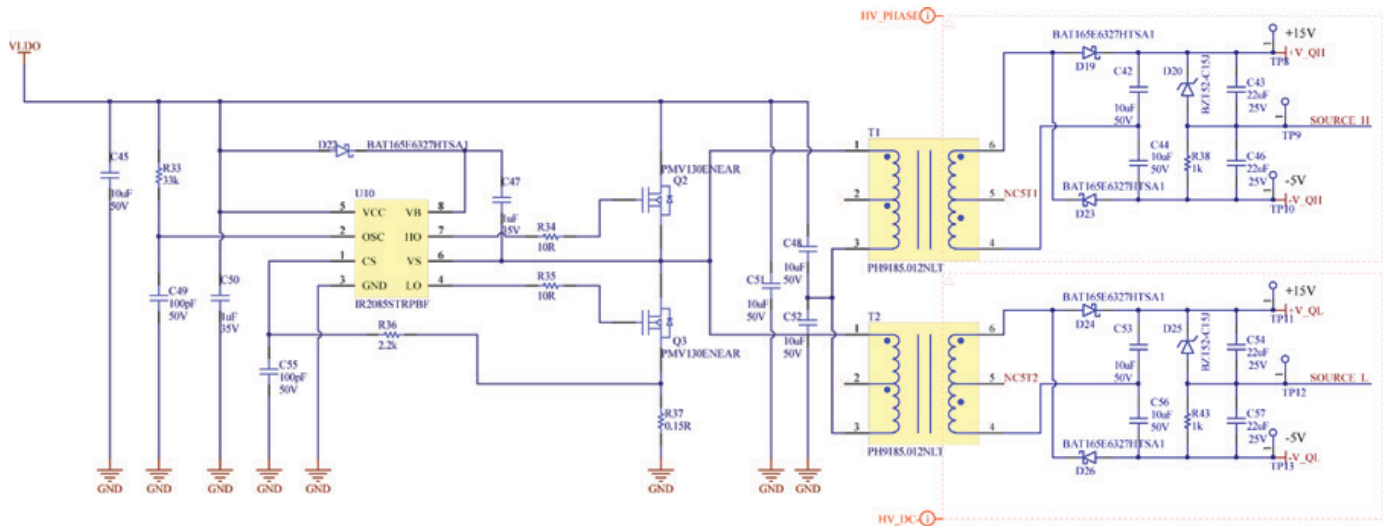 HV_PHASE
VLDO
C45
10uF
50V
R33
33k
D22
BAT165E6327HTSA1
U10
5 VCC VB 8
2 OSC HO 7
1 CS VS 6
3 GND LO 4
IR2085STRPBF
C47
1uF
35V
R34
10R
R35
10R
PMV130ENEAR
Q2
Q3
PMV130ENEAR
C49
100pF
50V
C50
1uF
35V
R36
2.2k
C55
100pF
50V
R37
0.15R
C51
10uF
50V
C48
10uF
50V
C52
10uF
50V
GND
GND
GND
GND
GND
GND
GND
GND
T1
1
2
3
6
5
4
NC5T1
PH9185.012NLT
T2
1
2
3
6
5
4
NC5T2
PH9185.012NLT
BAT165E6327HTSA1
D19
C42
10uF
50V
D20
BZT52-C15J
C43
22uF
25V
C44
10uF
50V
R38
1k
C46
22uF
25V
BAT165E6327HTSA1
D23
+15V
1
TP8
+V_QH
1
TP9
SOURCE_H
-5V
1
TP10
-V_QH
BAT165E6327HTSA1
D24
C53
10uF
50V
D25
BZT52-C15J
C54
22uF
25V
C56
10uF
50V
R43
1k
C57
22uF
25V
BAT165E6327HTSA1
D26
+15V
1
TP11
+V_QL
1
TP12
SOURCE_L
-5V
1
TP13
-V_QL
HV_DC-